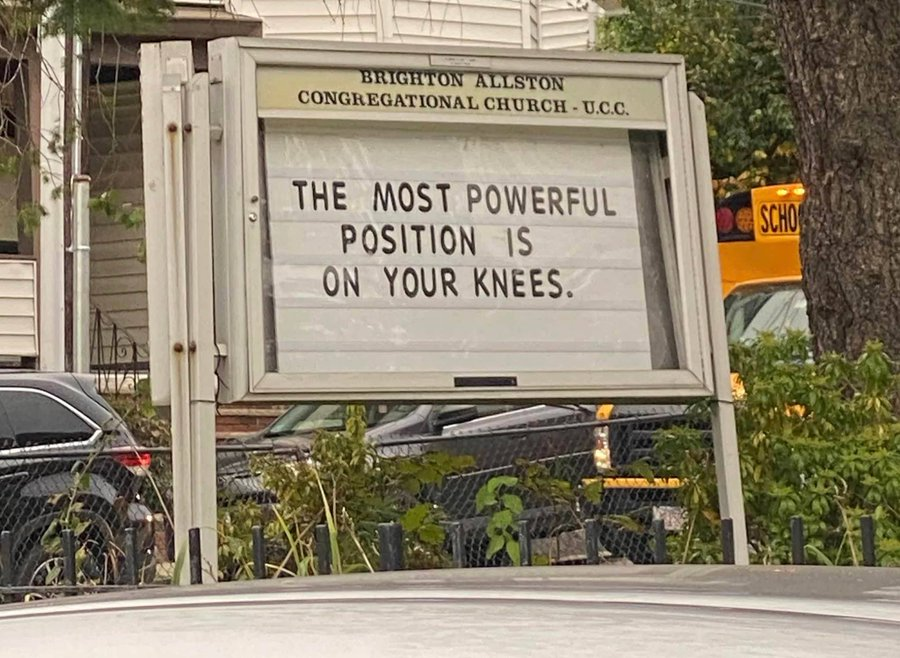 BRIGHTON ALLSTON
CONGREGATIONAL CHURCH - U.C.C.
THE MOST POWERFUL
POSITION IS
ON YOUR KNEES.
SCHO